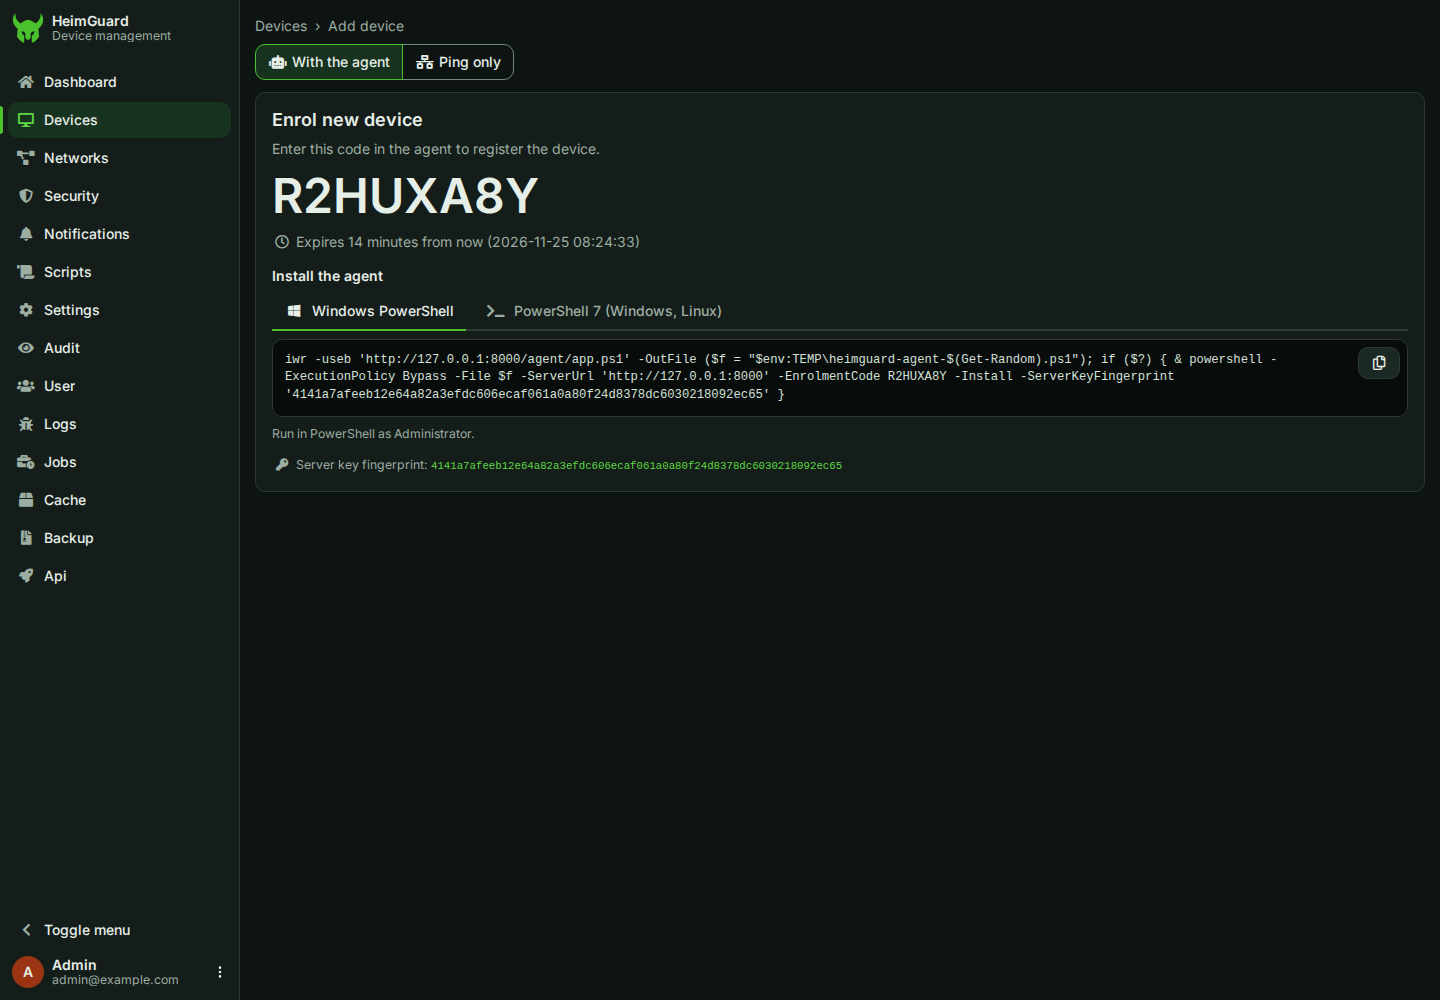 HeimGuard
Device management
Dashboard
Devices
Networks
Security
Notifications
Scripts
Settings
Audit
User
Logs
Jobs
Cache
Backup
Api
Toggle menu
A
Admin
admin@example.com
Devices › Add device
With the agent
Ping only
Enrol new device
Enter this code in the agent to register the device.
R2HUXA8Y
Expires 14 minutes from now (2026-11-25 08:24:33)
Install the agent
Windows PowerShell
PowerShell 7 (Windows, Linux)
iwr -useb 'http://127.0.0.1:8000/agent/app.ps1' -OutFile ($f = "$env:TEMP\heimguard-agent-$(Get-Random).ps1"); if ($?) { & powershell -
ExecutionPolicy Bypass -File $f -ServerUrl 'http://127.0.0.1:8000' -EnrolmentCode R2HUXA8Y -Install -ServerKeyFingerprint
'4141a7afeeb12e64a82a3efdc606ecaf061a0a80f24d8378dc6030218092ec65' }
Run in PowerShell as Administrator.
Server key fingerprint: 4141a7afeeb12e64a82a3efdc606ecaf061a0a80f24d8378dc6030218092ec65